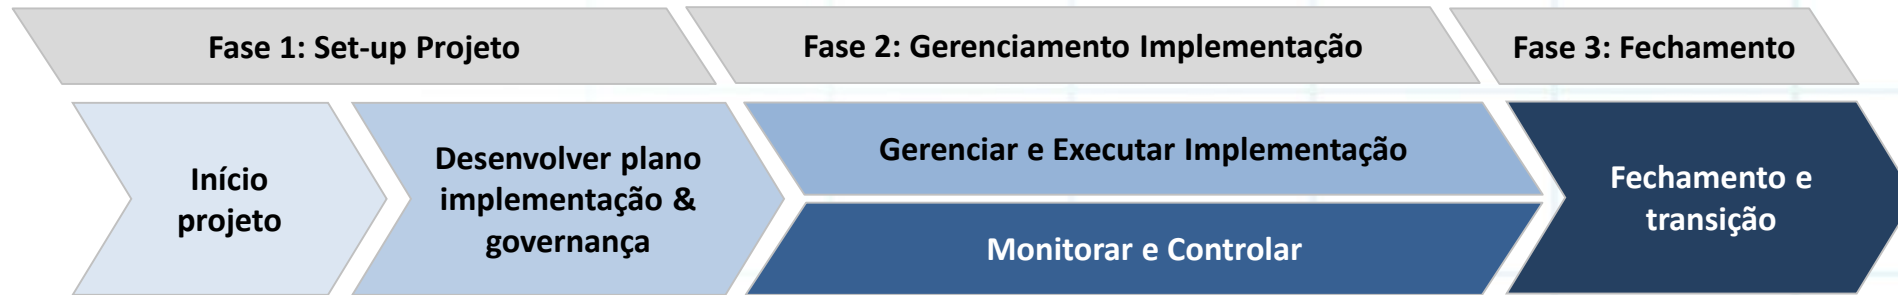 Fase 1: Set-up Projeto
Fase 2: Gerenciamento Implementação
Fase 3: Fechamento
Início
projeto
Desenvolver plano
implementação &
governança
Gerenciar e Executar Implementação
Monitorar e Controlar
Fechamento e
transição